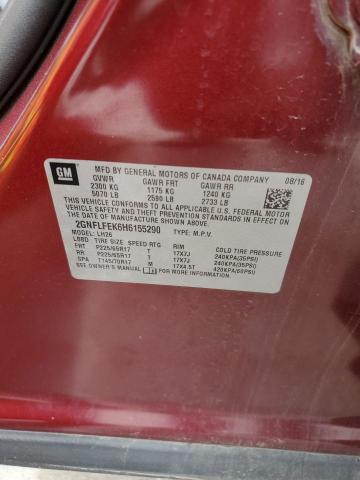 GM
MFD BY GENERAL MOTORS OF CANADA COMPANY 08/16
GVWR GAWR FRT GAWR RR
2300 KG 1175 KG 1240 KG
5070 LB 2590 LB 2733 LB
THIS VEHICLE CONFORMS TO ALL APPLICABLE U.S. FEDERAL MOTOR
VEHICLE SAFETY, BUMPER, AND THEFT PREVENTION STANDARDS IN
EFFECT ON THE DATE OF MANUFACTURE SHOWN ABOVE.
2GNFLFEK6H6155290 TYPE: M.P.V.
MODEL: LH26
TIRE SIZE SPEED RTG RIM COLD TIRE PRESSURE
FRT P225/65R17 T 17X7J 240KPA(35PSI)
RR P225/65R17 T 17X7J 240KPA(35PSI)
SPA T145/70R17 M 17X4.5T 420KPA(60PSI)
SEE OWNER'S MANUAL FOR ADDITIONAL INFORMATION.